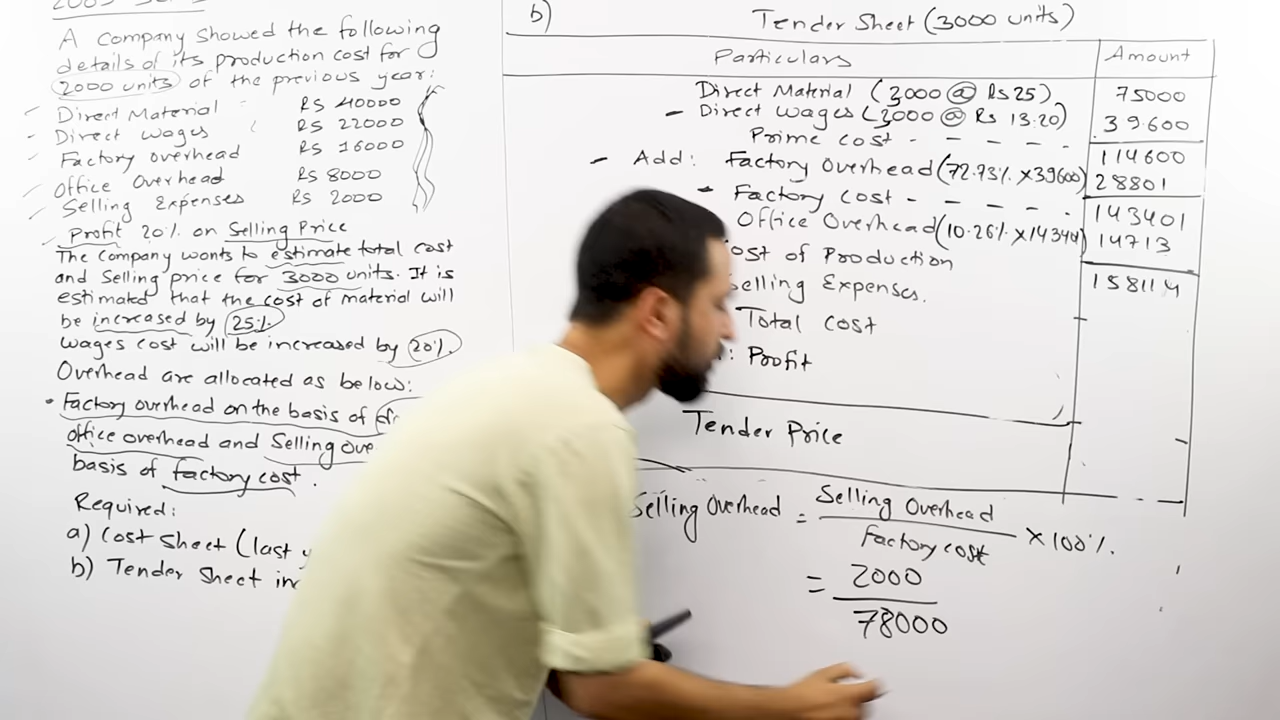 A company showed the following
details of its production cost for
2000 units of the previous year:
Direct Material Rs 40000
Direct wages Rs 22000
Factory overhead Rs 16000
Office Overhead Rs 8000
Selling Expenses Rs 2000
Profit 20% on Selling Price
The company wants to estimate total cost
and Selling price for 3000 units. It is
estimated that the cost of material will
be increased by 25%.
wages cost will be increased by 20%.
Overhead are allocated as below:
Factory overhead on the basis of
office overhead and Selling
basis of factory cost.
Required:
a) Cost Sheet (last
b) Tender Sheet
b) Tender Sheet (3000 units)
Particulars Amount
Direct Material (3000 @ Rs 25) 75000
- Direct Wages (3000 @ Rs 13.20) 39600
Prime cost - - - - - 114600
- Add: Factory Overhead (72.73% × 39600) 28801
Factory cost - - - - - 143401
Office Overhead (10.26% × 143401) 14713
of Production 158114
Selling Expenses.
Total cost
: Profit
Tender Price
Selling Overhead = Selling Overhead / Factory cost × 100%.
= 2000 / 78000